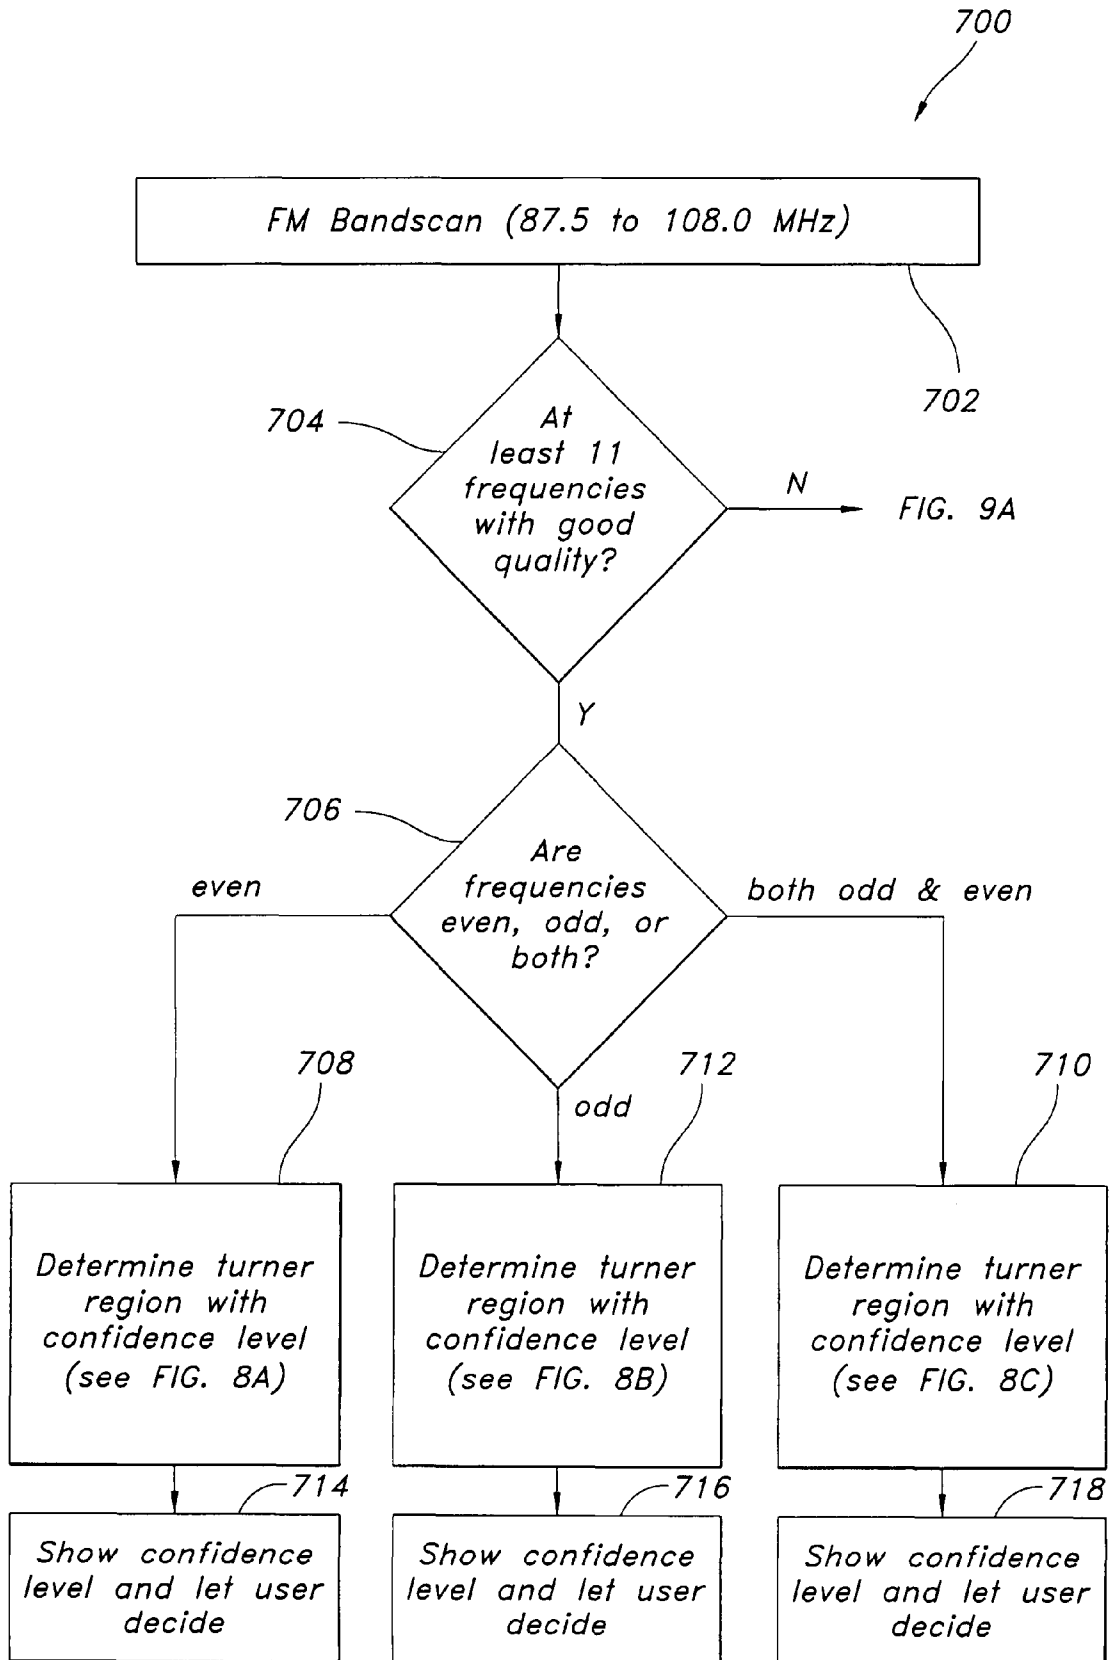 700
FM Bandscan (87.5 to 108.0 MHz)
702
704
At
least 11
frequencies
with good
quality?
N
FIG. 9A
Y
706
Are
frequencies
even, odd, or
both?
even
both odd & even
odd
708
712
710
Determine turner
region with
confidence level
(see FIG. 8A)
Determine turner
region with
confidence level
(see FIG. 8B)
Determine turner
region with
confidence level
(see FIG. 8C)
714
716
718
Show confidence
level and let user
decide
Show confidence
level and let user
decide
Show confidence
level and let user
decide